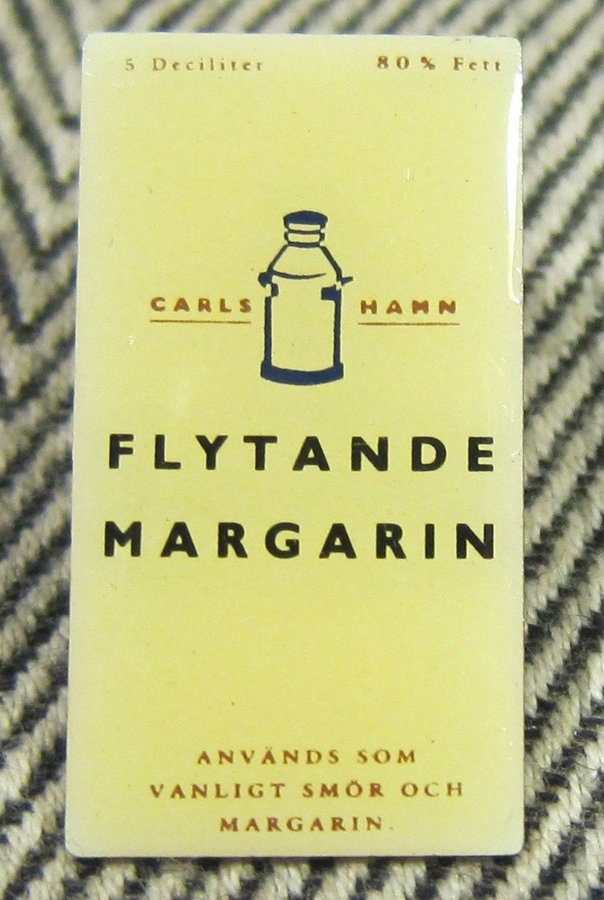 5 Deciliter 80% Fett
CARLS HAMN
FLYTANDE
MARGARIN
ANVÄNDS SOM
VANLIGT SMÖR OCH
MARGARIN.